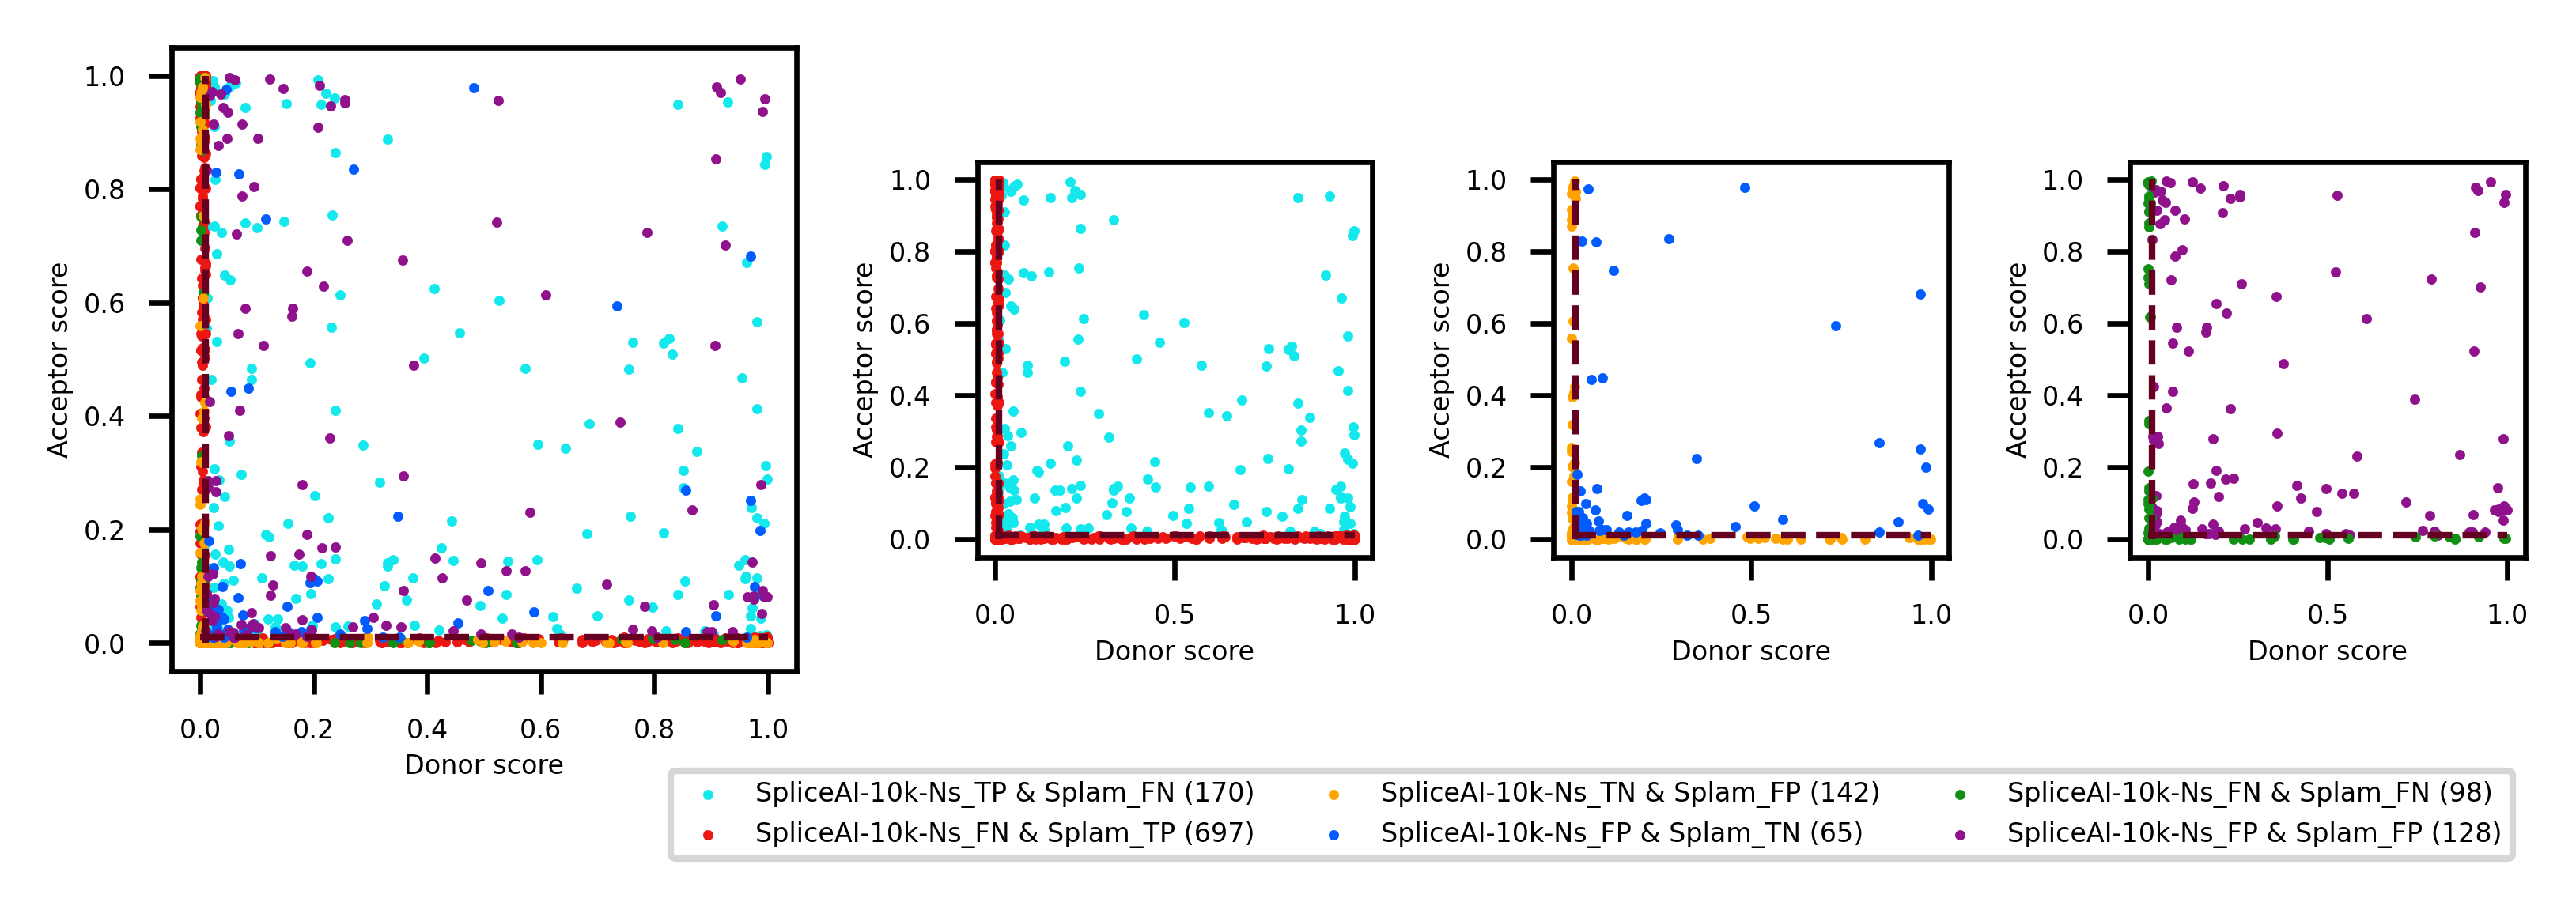 1.0
0.8
0.6
0.4
0.2
0.0
Acceptor score
0.0 0.2 0.4 0.6 0.8 1.0
Donor score
1.0
0.8
0.6
0.4
0.2
0.0
Acceptor score
0.0 0.5 1.0
Donor score
1.0
0.8
0.6
0.4
0.2
0.0
Acceptor score
0.0 0.5 1.0
Donor score
1.0
0.8
0.6
0.4
0.2
0.0
Acceptor score
0.0 0.5 1.0
Donor score
SpliceAI-10k-Ns_TP & Splam_FN (170)
SpliceAI-10k-Ns_FN & Splam_TP (697)
SpliceAI-10k-Ns_TN & Splam_FP (142)
SpliceAI-10k-Ns_FP & Splam_TN (65)
SpliceAI-10k-Ns_FN & Splam_FN (98)
SpliceAI-10k-Ns_FP & Splam_FP (128)